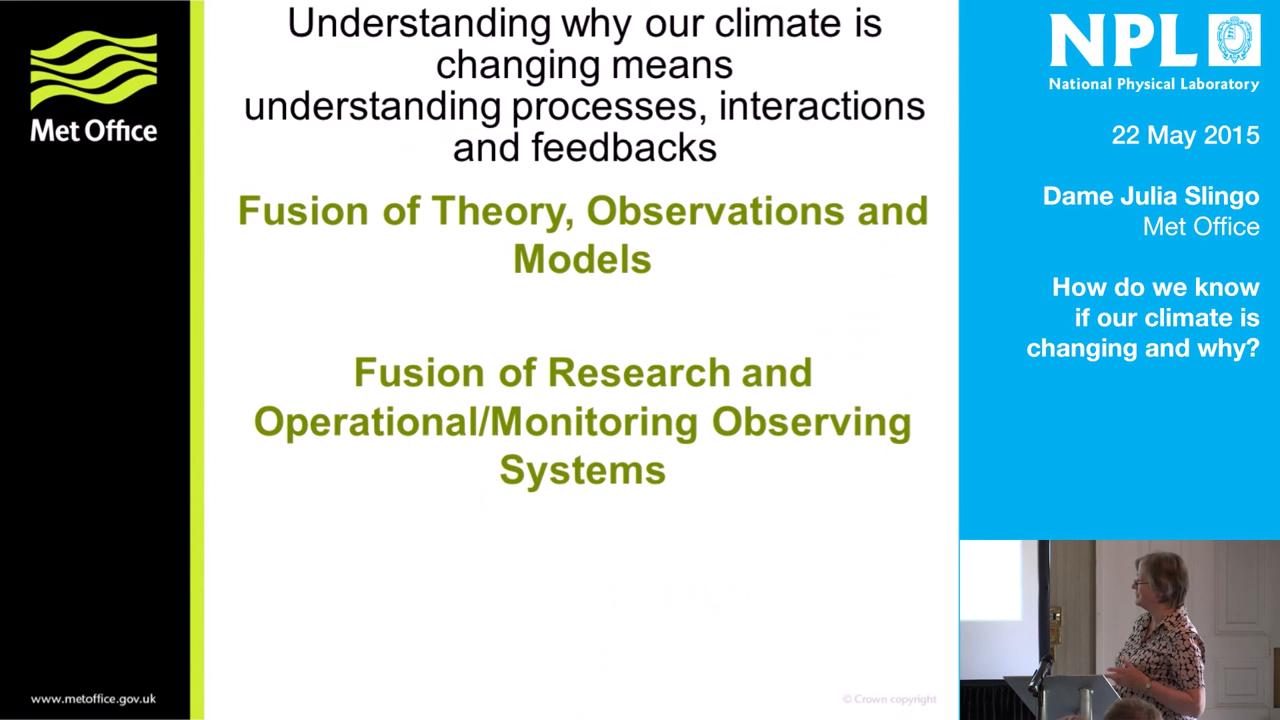 Met Office
Understanding why our climate is
changing means
understanding processes, interactions
and feedbacks
Fusion of Theory, Observations and
Models
Fusion of Research and
Operational/Monitoring Observing
Systems
www.metoffice.gov.uk
© Crown copyright
NPL
National Physical Laboratory
22 May 2015
Dame Julia Slingo
Met Office
How do we know
if our climate is
changing and why?